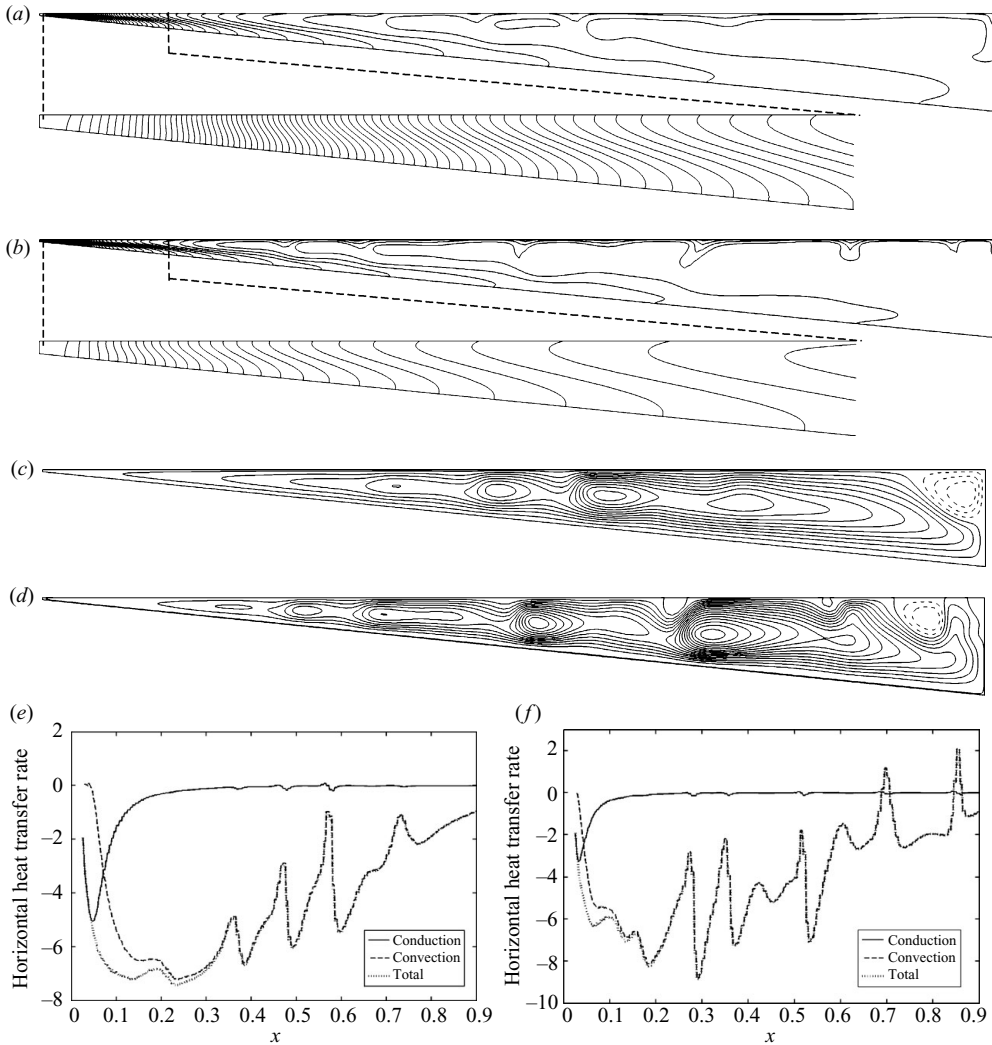 (a)
(b)
(c)
(d)
(e)
2
0
−2
−4
−6
−8
Horizontal heat transfer rate
0 0.1 0.2 0.3 0.4 0.5 0.6 0.7 0.8 0.9
x
Conduction
Convection
Total
(f)
2
0
−2
−4
−6
−8
−10
Horizontal heat transfer rate
0 0.1 0.2 0.3 0.4 0.5 0.6 0.7 0.8 0.9
x
Conduction
Convection
Total